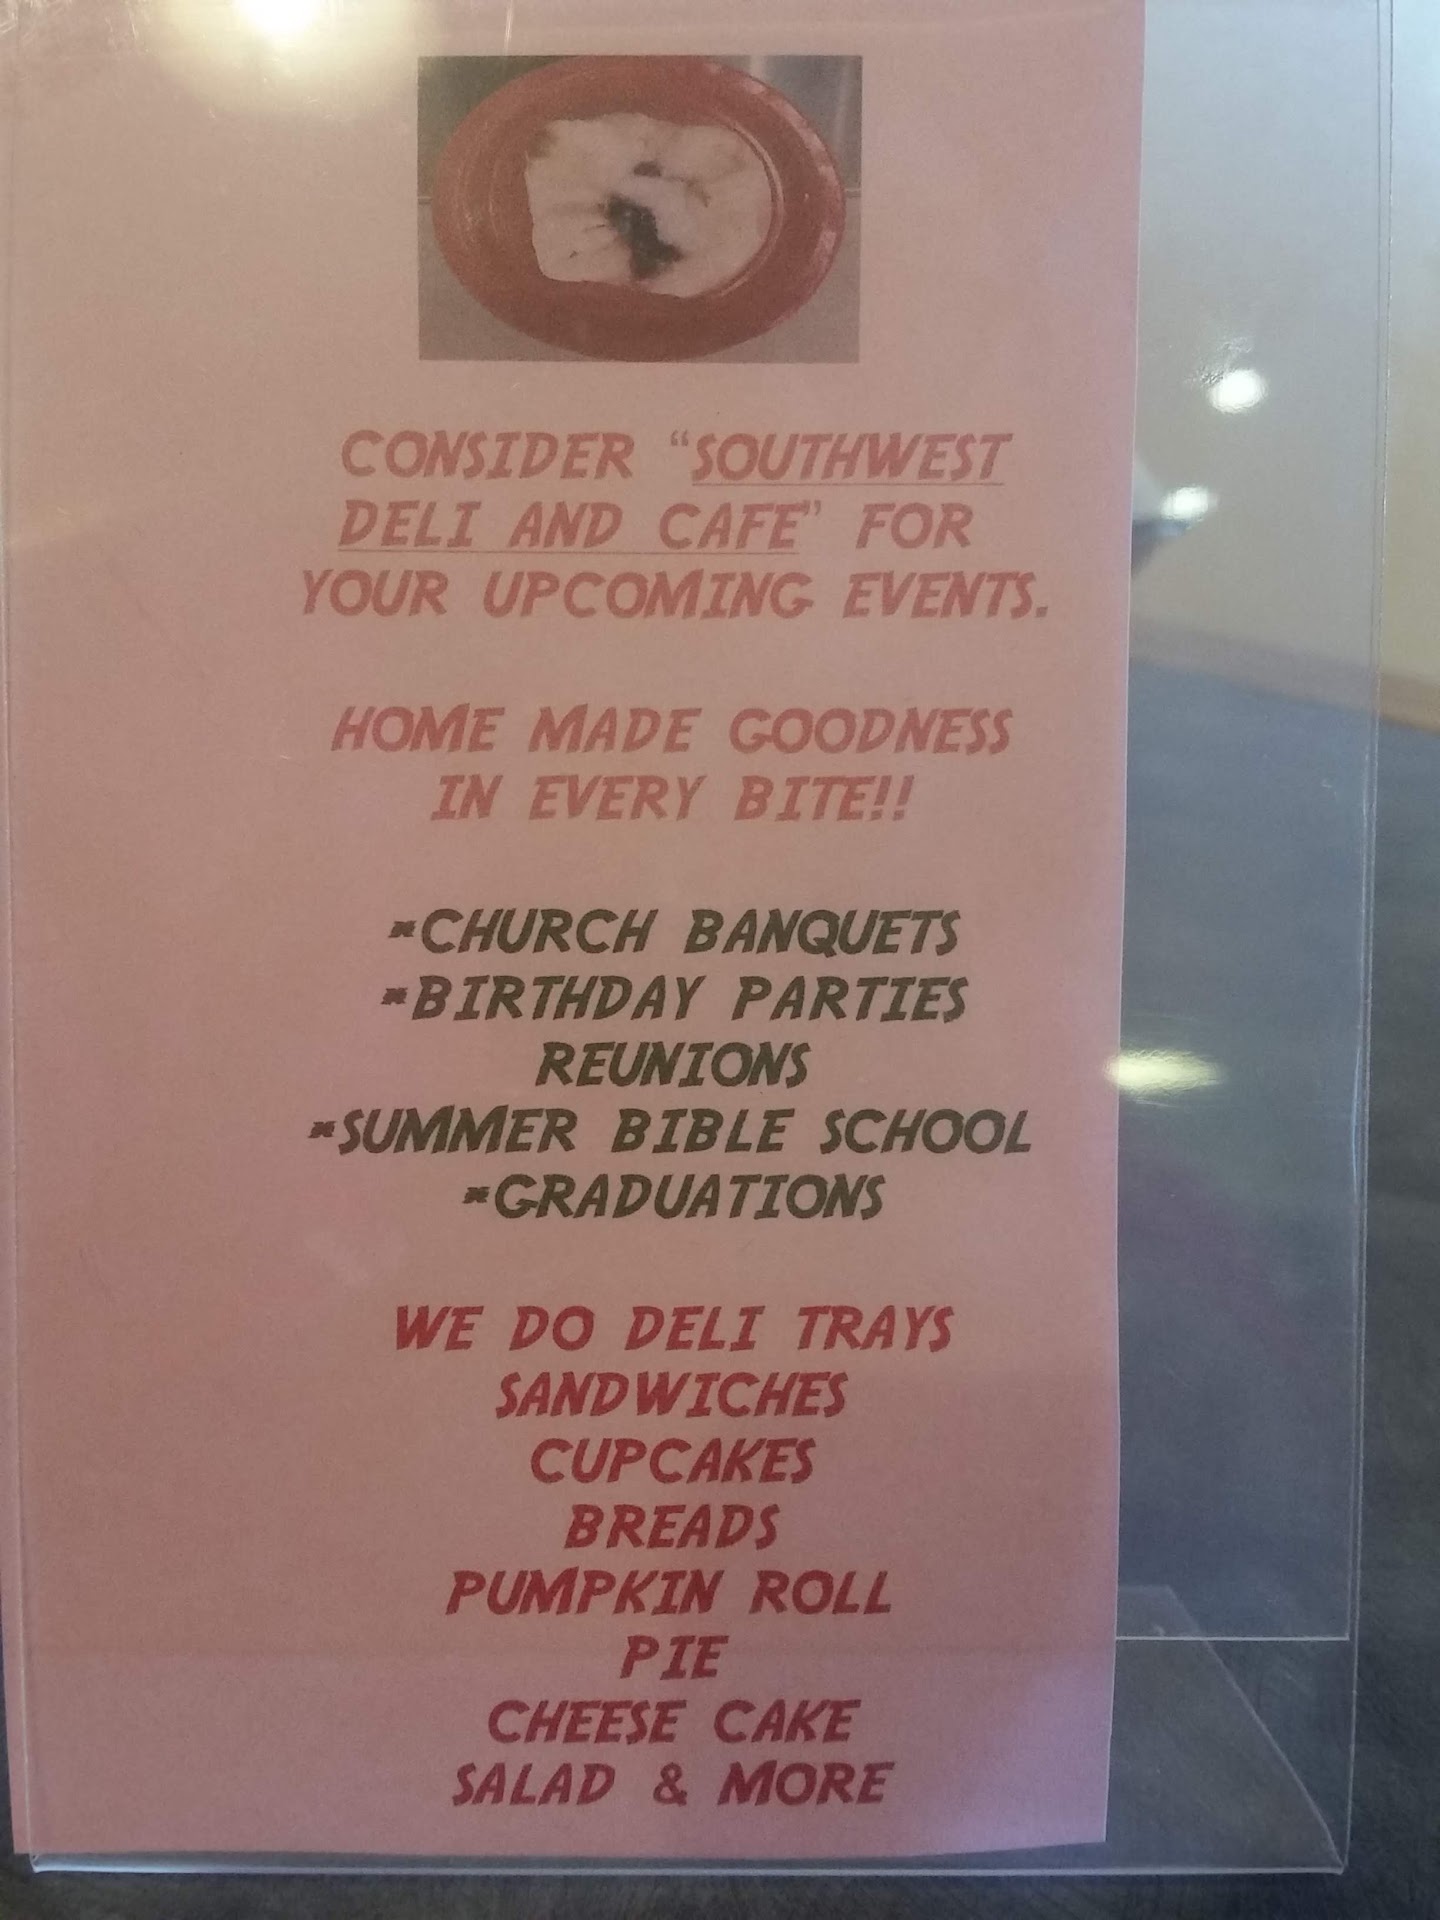 CONSIDER "SOUTHWEST
DELI AND CAFE" FOR
YOUR UPCOMING EVENTS.
HOME MADE GOODNESS
IN EVERY BITE!!
*CHURCH BANQUETS
*BIRTHDAY PARTIES
REUNIONS
*SUMMER BIBLE SCHOOL
*GRADUATIONS
WE DO DELI TRAYS
SANDWICHES
CUPCAKES
BREADS
PUMPKIN ROLL
PIE
CHEESE CAKE
SALAD & MORE